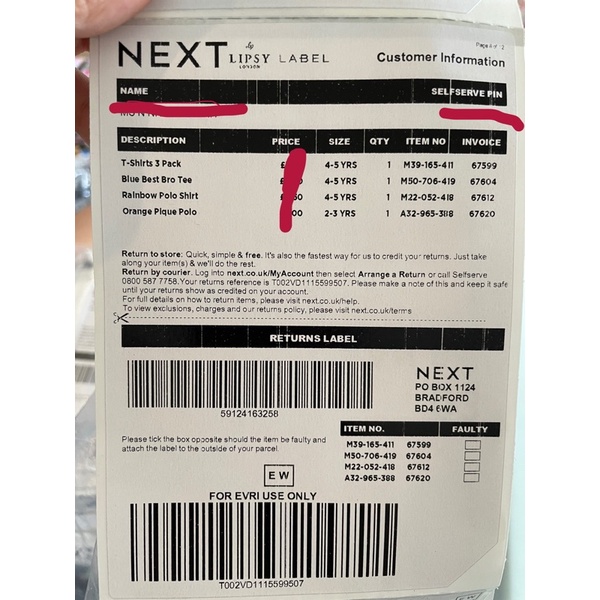 NEXT by LIPSY LONDON LABEL
Customer Information
NAME SELFSERVE PIN
DESCRIPTION PRICE SIZE QTY ITEM NO INVOICE
T-Shirts 3 Pack 4-5 YRS 1 M39-165-411 67599
Blue Best Bro Tee 4-5 YRS 1 M50-706-419 67604
Rainbow Polo Shirt 4-5 YRS 1 M22-052-418 67612
Orange Pique Polo 2-3 YRS 1 A32-965-388 67620
Return to store: Quick, simple & free. It's also the fastest way for us to credit your returns. Just take
along your item(s) & we'll do the rest.
Return by courier. Log into next.co.uk/MyAccount then select Arrange a Return or call Selfserve
0800 587 7758. Your returns reference is T002VD1115599507. Please make a note of this and keep it safe
until your returns show as credited on your account.
For full details on how to return items, please visit next.co.uk/help.
To view exclusions, charges and our returns policy, please visit next.co.uk/terms
RETURNS LABEL
59124163258
NEXT
PO BOX 1124
BRADFORD
BD4 6WA
Please tick the box opposite should the item be faulty and
attach the label to the outside of your parcel.
ITEM NO. FAULTY
M39-165-411 67599
M50-706-419 67604
M22-052-418 67612
A32-965-388 67620
EW
FOR EVRI USE ONLY
T002VD1115599507
EW